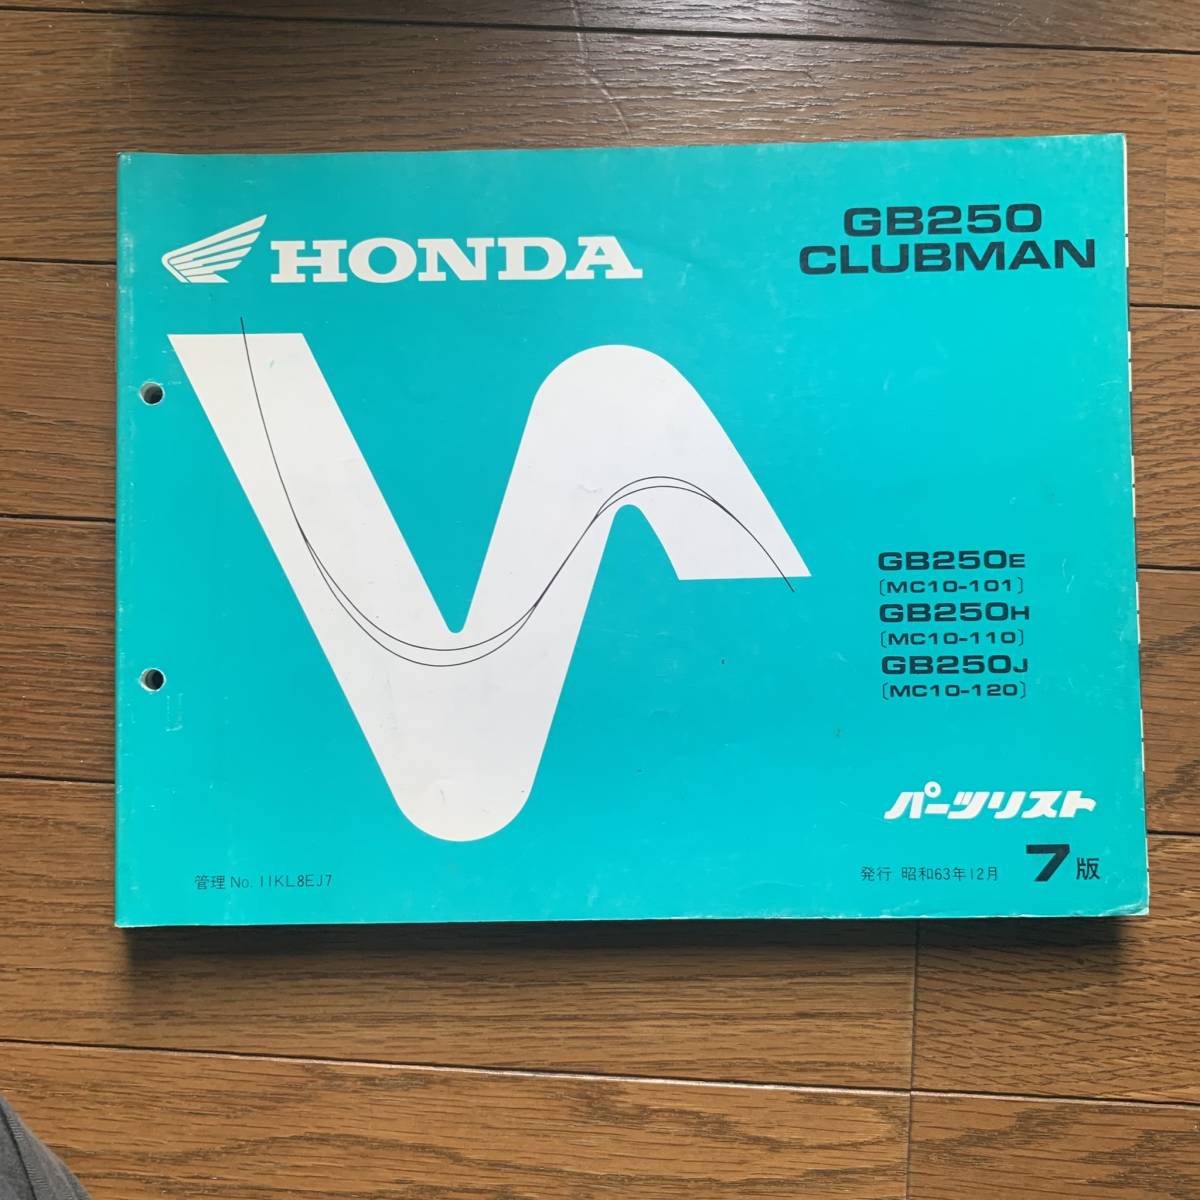 HONDA
GB250
CLUBMAN
GB250E
〔MC10-101〕
GB250H
〔MC10-110〕
GB250J
〔MC10-120〕
パーツリスト
管理 No. 11KL8EJ7
発行 昭和63年12月 7版